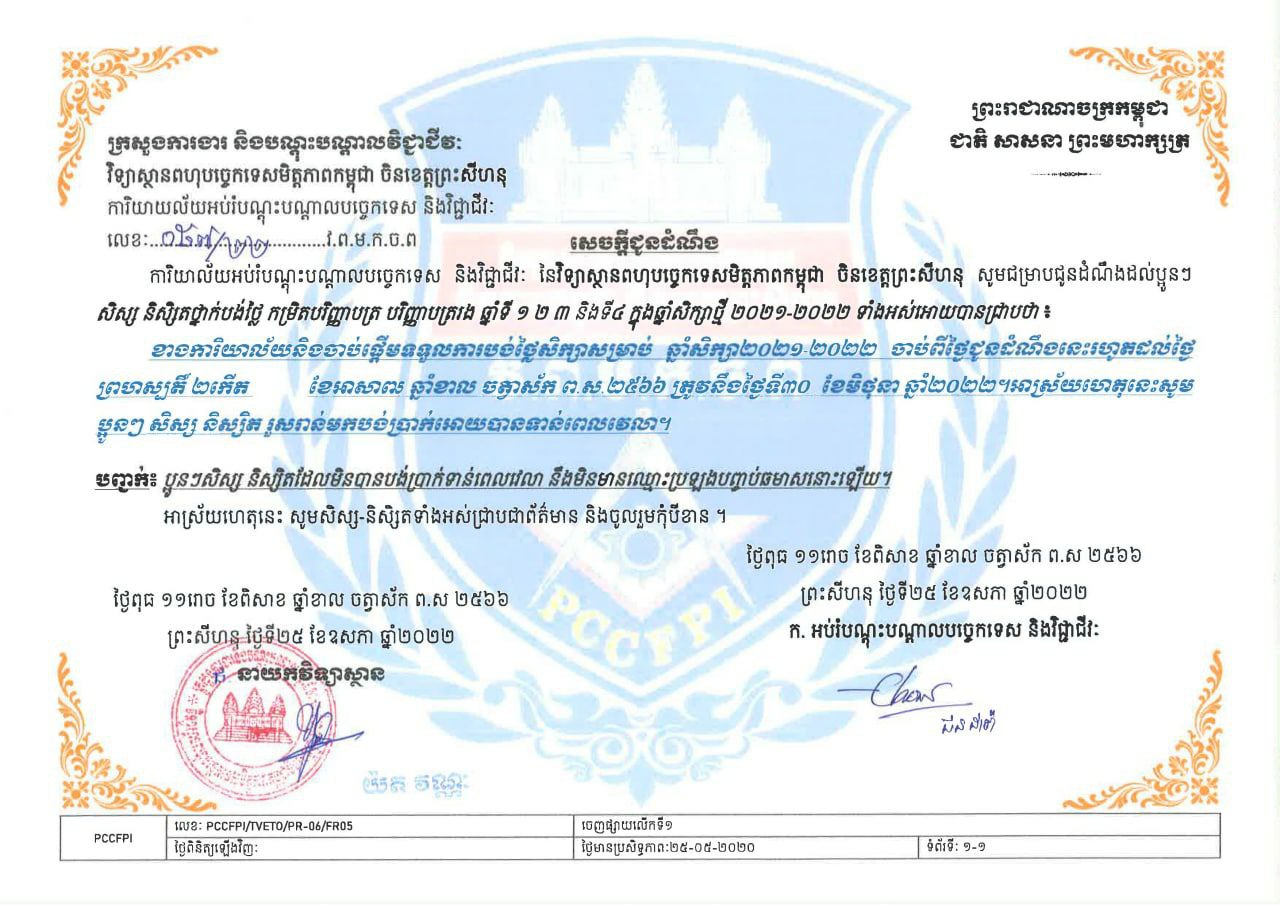 ព្រះរាជាណាចក្រកម្ពុជា
ជាតិ សាសនា ព្រះមហាក្សត្រ
ក្រសួងការងារ និងបណ្តុះបណ្តាលវិជ្ជាជីវៈ
វិទ្យាស្ថានពហុបច្ចេកទេសមិត្តភាពកម្ពុជា ចិនខេត្តព្រះសីហនុ
ការិយាយល័យអប់រំបណ្តុះបណ្តាលបច្ចេកទេស និងវិជ្ជាជីវៈ
លេខៈ...............វ.ព.ម.ក.ច.ព
សេចក្តីជូនដំណឹង
ការិយាល័យអប់រំបណ្តុះបណ្តាលបច្ចេកទេស និងវិជ្ជាជីវៈ នៃវិទ្យាស្ថានពហុបច្ចេកទេសមិត្តភាពកម្ពុជា ចិនខេត្តព្រះសីហនុ សូមជម្រាបជូនដំណឹងដល់ប្អូនៗ
សិស្ស និស្សិតថ្នាក់បង់ថ្លៃ កម្រិតបរិញ្ញាបត្រ បរិញ្ញាបត្ររង ឆ្នាំទី ១ ២ ៣ និងទី៤ ក្នុងឆ្នាំសិក្សាថ្មី ២០២១-២០២២ ទាំងអស់អោយបានជ្រាបថា ៖
ខាងការិយាល័យនិងចាប់ផ្តើមទទួលការបង់ថ្លៃសិក្សាសម្រាប់ ឆ្នាំសិក្សា២០២១-២០២២ ចាប់ពីថ្ងៃជូនដំណឹងនេះរហូតដល់ថ្ងៃ
ព្រហស្បតិ៍ ២កើត ខែអាសាឍ ឆ្នាំខាល ចត្វាស័ក ព.ស.២៥៦៦ ត្រូវនឹងថ្ងៃទី៣០ ខែមិថុនា ឆ្នាំ២០២២។អាស្រ័យហេតុនេះសូម
ប្អូនៗ សិស្ស និស្សិត រួសរាន់មកបង់ប្រាក់អោយបានទាន់ពេលវេលា។
បញ្ជាក់៖ ប្អូនៗសិស្ស និស្សិតដែលមិនបានបង់ប្រាក់ទាន់ពេលវេលា នឹងមិនមានឈ្មោះប្រឡងបញ្ចប់ឆមាសនោះឡើយ។
អាស្រ័យហេតុនេះ សូមសិស្ស-និស្សិតទាំងអស់ជ្រាបជាព័ត៌មាន និងចូលរួមកុំបីខាន ។
ថ្ងៃពុធ ១១រោច ខែពិសាខ ឆ្នាំខាល ចត្វាស័ក ព.ស ២៥៦៦
ព្រះសីហនុ ថ្ងៃទី២៥ ខែឧសភា ឆ្នាំ២០២២
ក. អប់រំបណ្តុះបណ្តាលបច្ចេកទេស និងវិជ្ជាជីវៈ
ថ្ងៃពុធ ១១រោច ខែពិសាខ ឆ្នាំខាល ចត្វាស័ក ព.ស ២៥៦៦
ព្រះសីហនុ ថ្ងៃទី២៥ ខែឧសភា ឆ្នាំ២០២២
នាយកវិទ្យាស្ថាន
យ៉ត វណ្ណៈ
PCCFPI
PCCFPI
លេខៈ PCCFPI/TVETO/PR-06/FR05
ចេញផ្សាយលើកទី១
ថ្ងៃពិនិត្យឡើងវិញៈ
ថ្ងៃមានប្រសិទ្ធភាពៈ២៥-០៥-២០២០
ទំព័រទីៈ ១-១